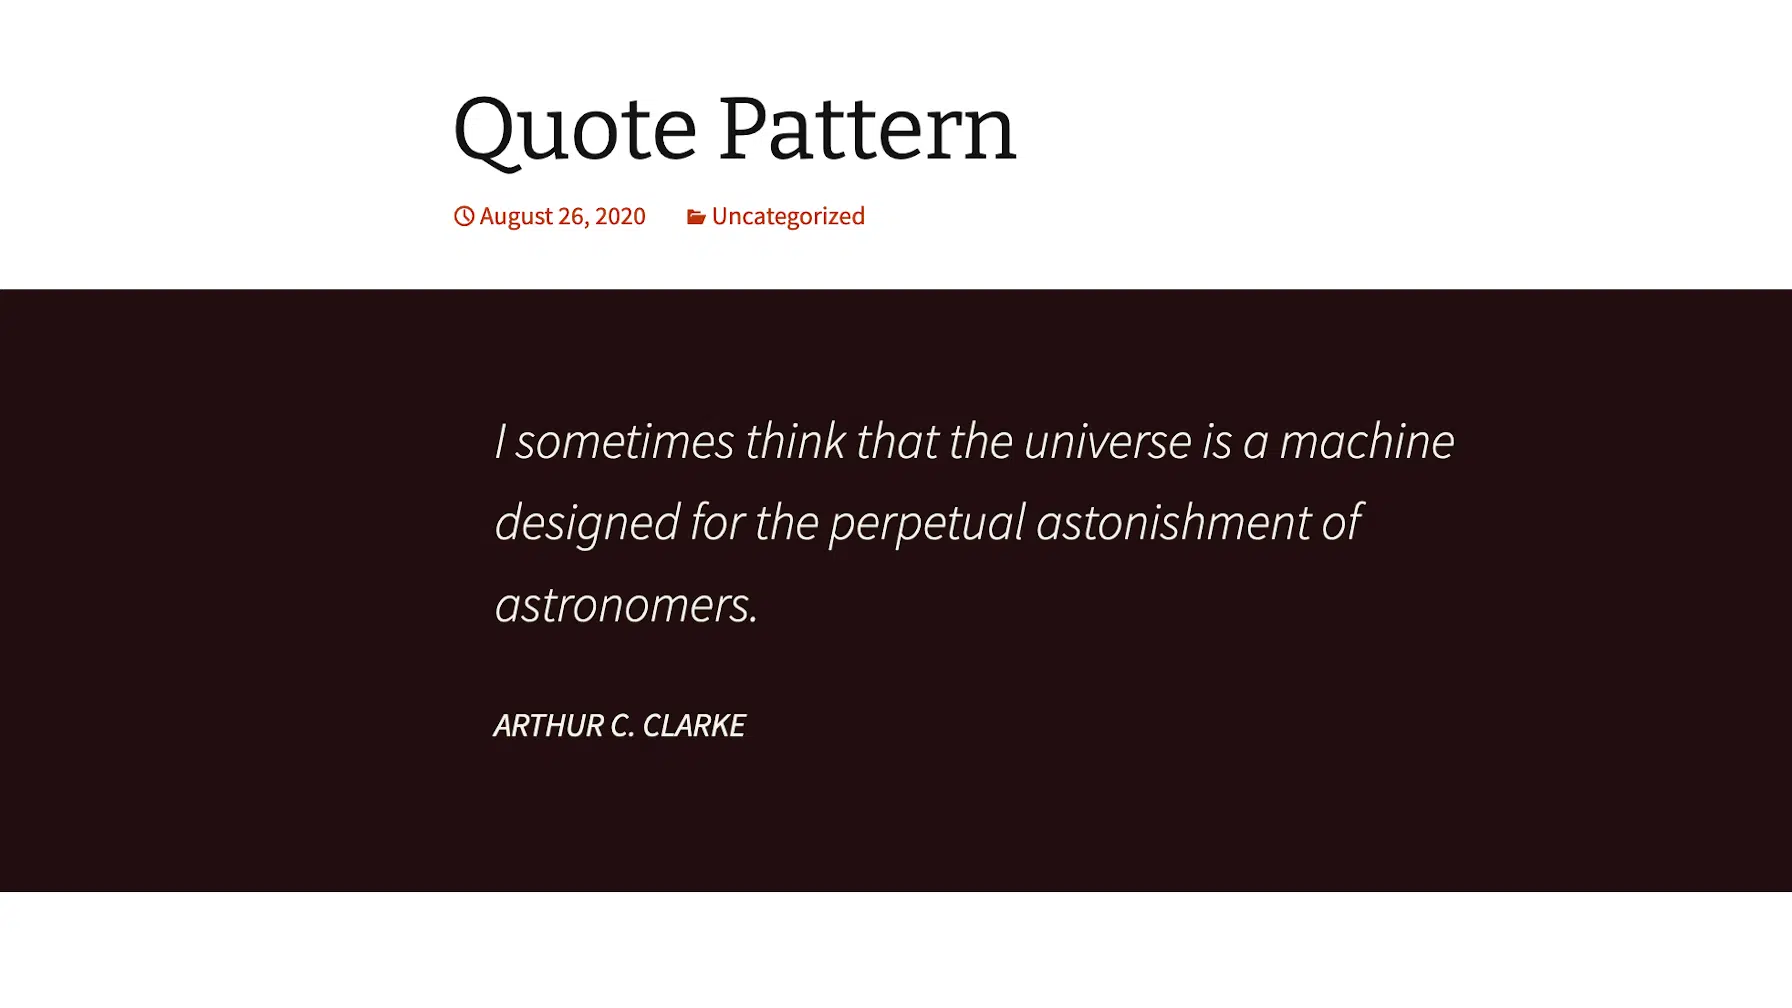 Quote Pattern
August 26, 2020 Uncategorized
I sometimes think that the universe is a machine
designed for the perpetual astonishment of
astronomers.
ARTHUR C. CLARKE